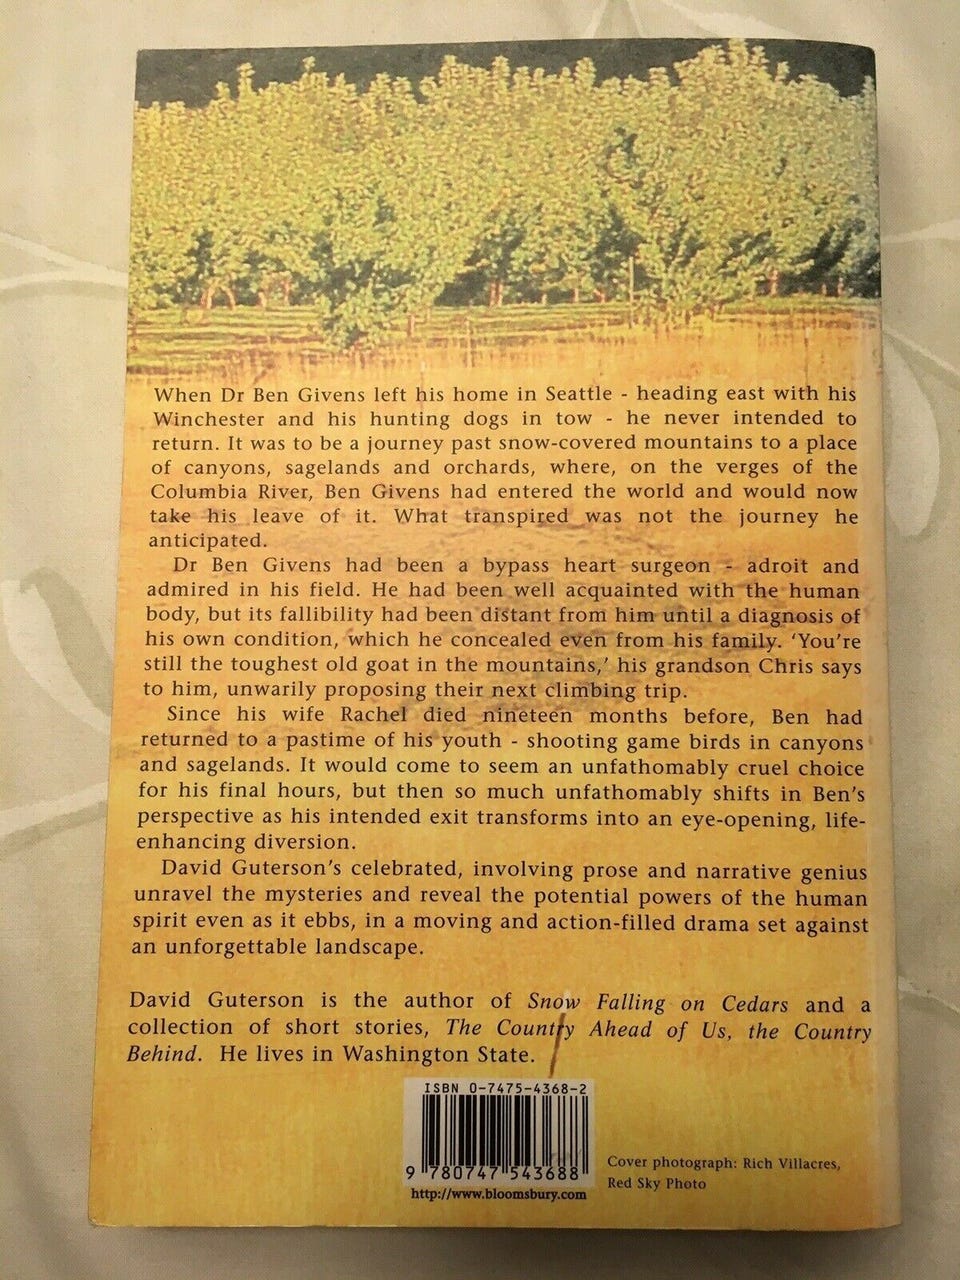 When Dr Ben Givens left his home in Seattle - heading east with his
Winchester and his hunting dogs in tow - he never intended to
return. It was to be a journey past snow-covered mountains to a place
of canyons, sagelands and orchards, where, on the verges of the
Columbia River, Ben Givens had entered the world and would now
take his leave of it. What transpired was not the journey he
anticipated.
Dr Ben Givens had been a bypass heart surgeon - adroit and
admired in his field. He had been well acquainted with the human
body, but its fallibility had been distant from him until a diagnosis of
his own condition, which he concealed even from his family. ‘You’re
still the toughest old goat in the mountains,’ his grandson Chris says
to him, unwarily proposing their next climbing trip.
Since his wife Rachel died nineteen months before, Ben had
returned to a pastime of his youth - shooting game birds in canyons
and sagelands. It would come to seem an unfathomably cruel choice
for his final hours, but then so much unfathomably shifts in Ben’s
perspective as his intended exit transforms into an eye-opening, life-
enhancing diversion.
David Guterson’s celebrated, involving prose and narrative genius
unravel the mysteries and reveal the potential powers of the human
spirit even as it ebbs, in a moving and action-filled drama set against
an unforgettable landscape.
David Guterson is the author of Snow Falling on Cedars and a
collection of short stories, The Country Ahead of Us, the Country
Behind. He lives in Washington State.
ISBN 0-7475-4368-2
9 780747 543688
http://www.bloomsbury.com
Cover photograph: Rich Villacres,
Red Sky Photo